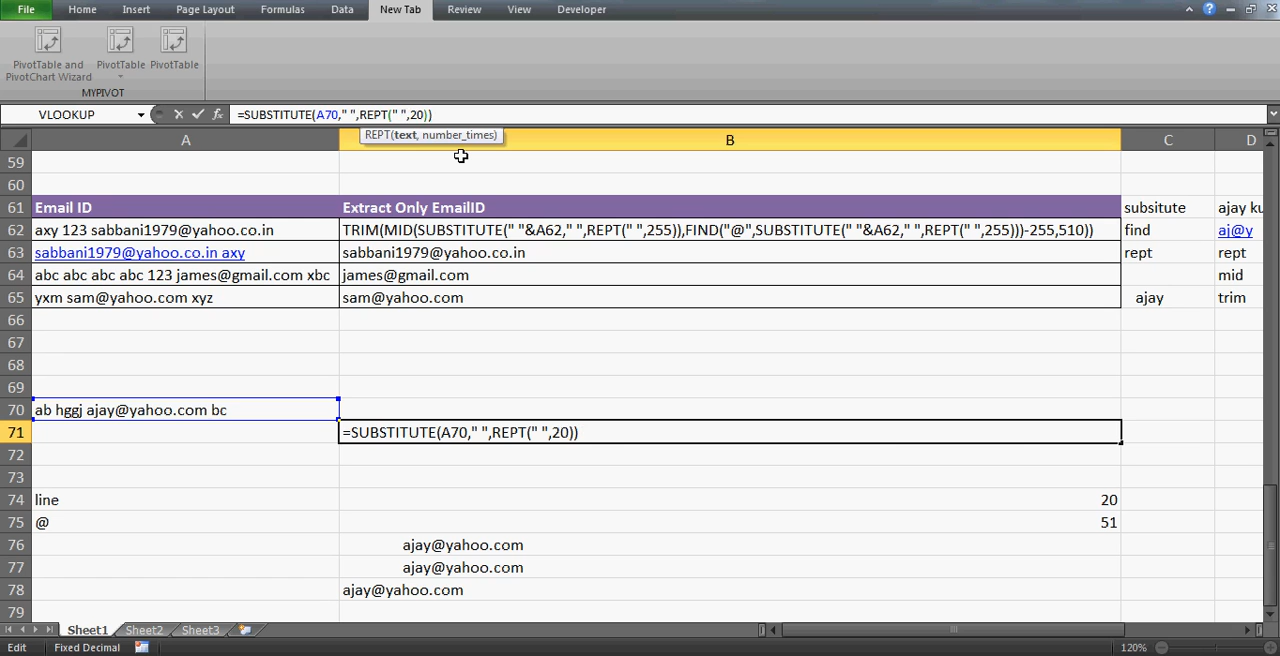 File Home Insert Page Layout Formulas Data New Tab Review View Developer
PivotTable and PivotChart Wizard PivotTable PivotTable
MYPIVOT
VLOOKUP fx =SUBSTITUTE(A70," ",REPT(" ",20))
REPT(text, number_times)
A B C D
59
60
61 Email ID Extract Only EmailID subsitute ajay ku
62 axy 123 sabbani1979@yahoo.co.in TRIM(MID(SUBSTITUTE(" "&A62," ",REPT(" ",255)),FIND("@",SUBSTITUTE(" "&A62," ",REPT(" ",255)))-255,510)) find aj@y
63 sabbani1979@yahoo.co.in axy sabbani1979@yahoo.co.in rept rept
64 abc abc abc abc 123 james@gmail.com xbc james@gmail.com mid
65 yxm sam@yahoo.com xyz sam@yahoo.com ajay trim
66
67
68
69
70 ab hggj ajay@yahoo.com bc
71 =SUBSTITUTE(A70," ",REPT(" ",20))
72
73
74 line 20
75 @ 51
76 ajay@yahoo.com
77 ajay@yahoo.com
78 ajay@yahoo.com
79
Sheet1 Sheet2 Sheet3
Edit Fixed Decimal 120%